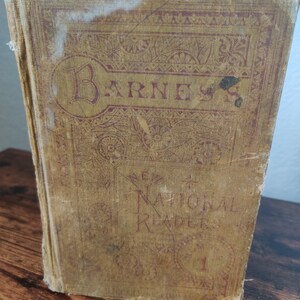 BARNES'S
NEW
NATIONAL
READER
1